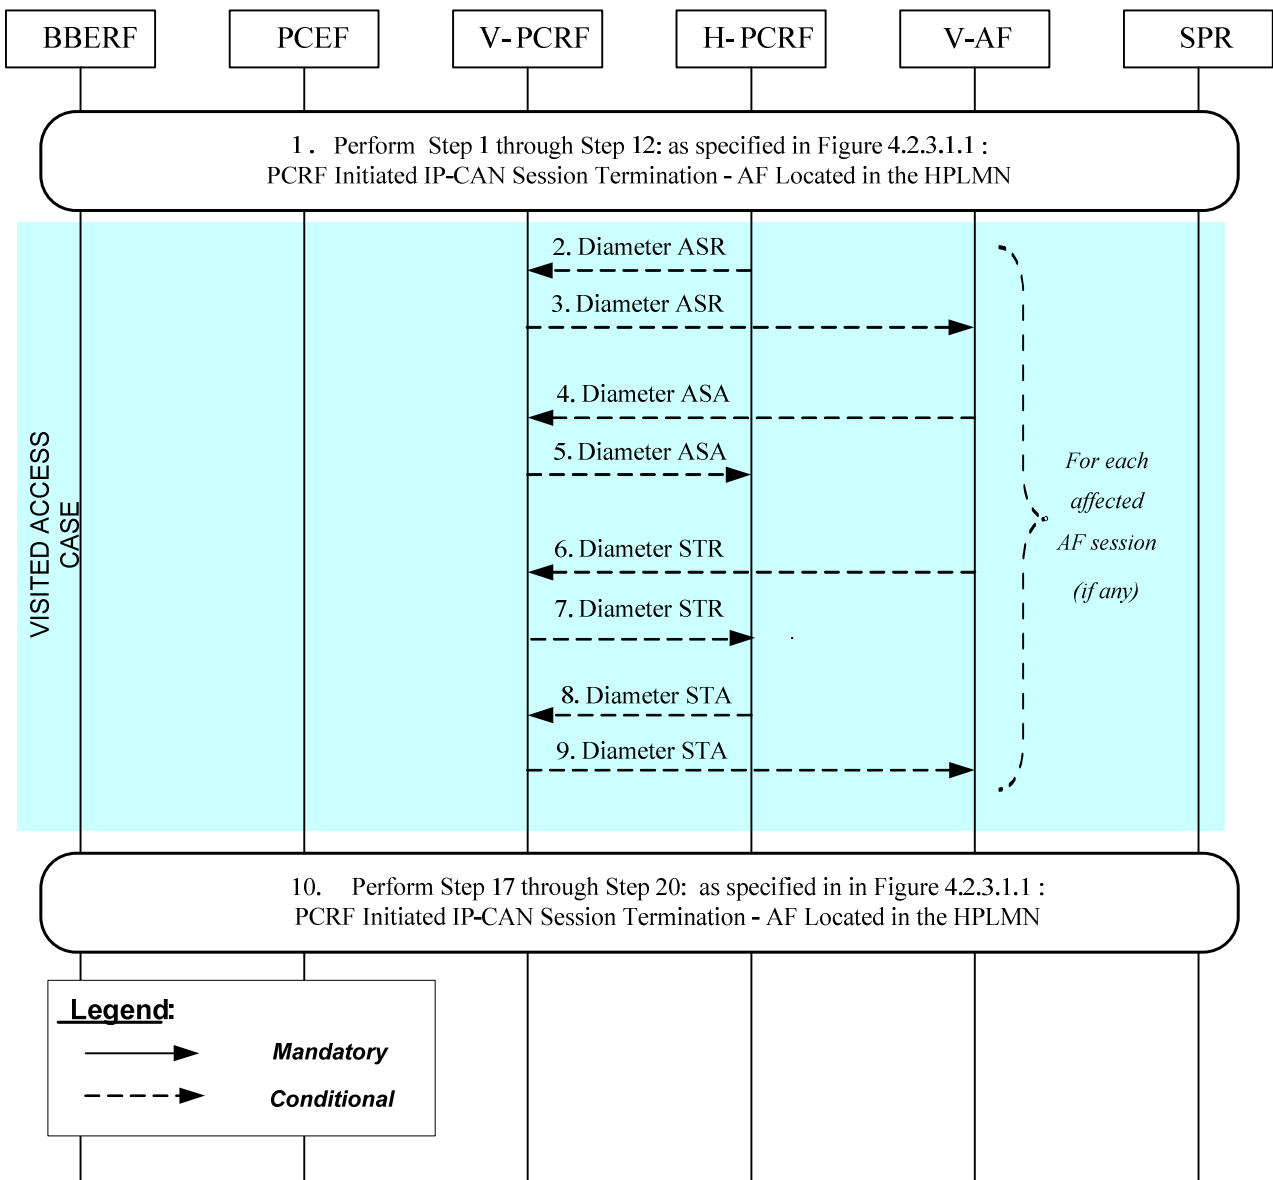 BBERF
PCEF
V-PCRF
H-PCRF
V-AF
SPR
1. Perform Step 1 through Step 12: as specified in Figure 4.2.3.1.1 :
PCRF Initiated IP-CAN Session Termination - AF Located in the HPLMN
VISITED ACCESS
CASE
2. Diameter ASR
3. Diameter ASR
4. Diameter ASA
5. Diameter ASA
6. Diameter STR
7. Diameter STR
8. Diameter STA
9. Diameter STA
For each
affected
AF session
(if any)
10. Perform Step 17 through Step 20: as specified in in Figure 4.2.3.1.1 :
PCRF Initiated IP-CAN Session Termination - AF Located in the HPLMN
Legend:
Mandatory
Conditional